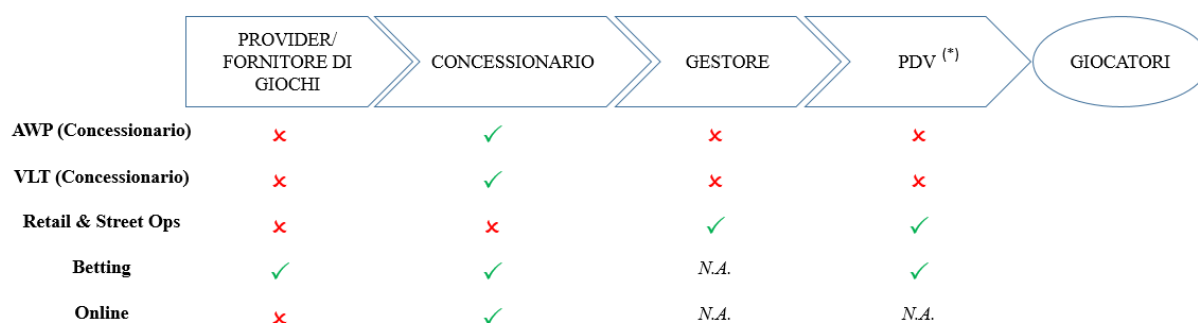 PROVIDER/
FORNITORE DI
GIOCHI
CONCESSIONARIO
GESTORE
PDV (*)
GIOCATORI
AWP (Concessionario)
VLT (Concessionario)
Retail & Street Ops
Betting
N.A.
Online
N.A.
N.A.